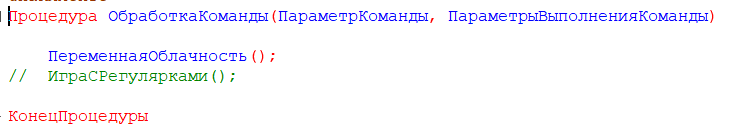 Процедура ОбработкаКоманды(ПараметрКоманды, ПараметрыВыполненияКоманды)
ПеременнаяОблачность();
// ИграСРегулярками();
КонецПроцедуры